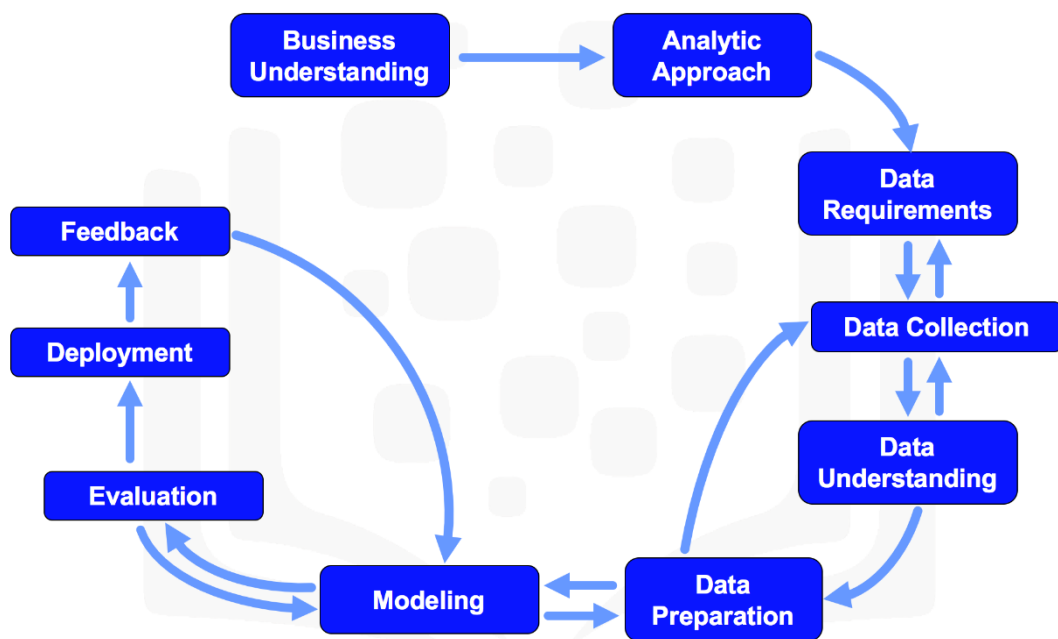 Business
Understanding
Analytic
Approach
Data
Requirements
Feedback
Data Collection
Deployment
Data
Understanding
Evaluation
Modeling
Data
Preparation